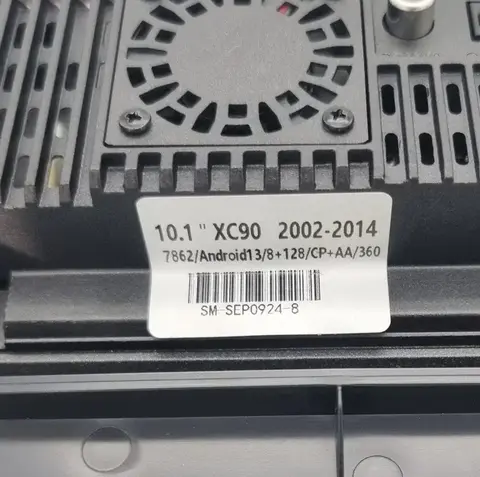 10.1 " XC90 2002-2014
7862/Android13/8+128/CP+AA/360
SM-SEP0924-8